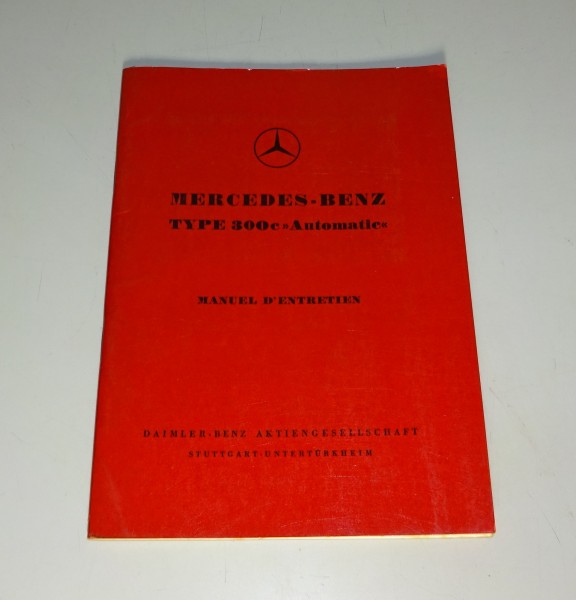 MERCEDES-BENZ
TYPE 300c »Automatic«
MANUEL D'ENTRETIEN
DAIMLER-BENZ AKTIENGESELLSCHAFT
STUTTGART-UNTERTÜRKHEIM